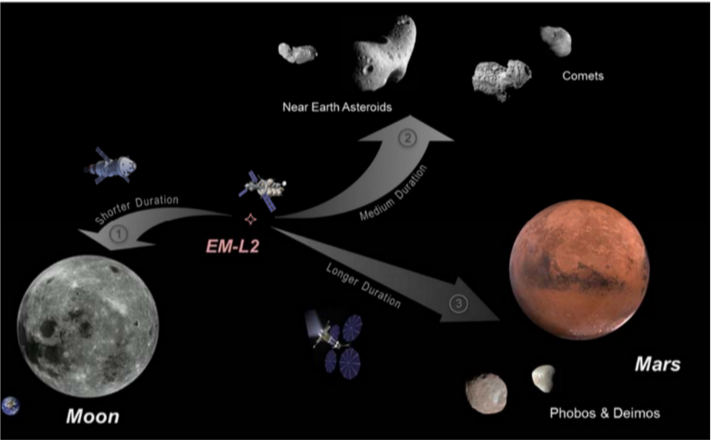 Comets
Near Earth Asteroids
2
Medium Duration
Shorter Duration
1
EM-L2
Longer Duration
3
Mars
Moon
Phobos & Deimos